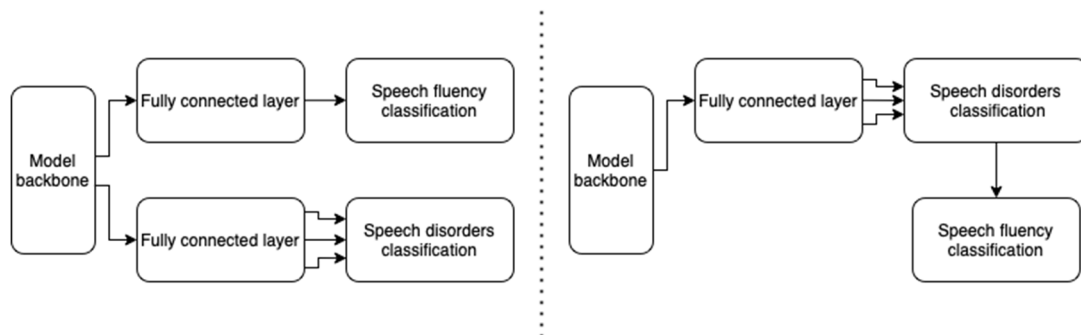 Model
backbone
Fully connected layer
Speech fluency
classification
Fully connected layer
Speech disorders
classification
Model
backbone
Fully connected layer
Speech disorders
classification
Speech fluency
classification